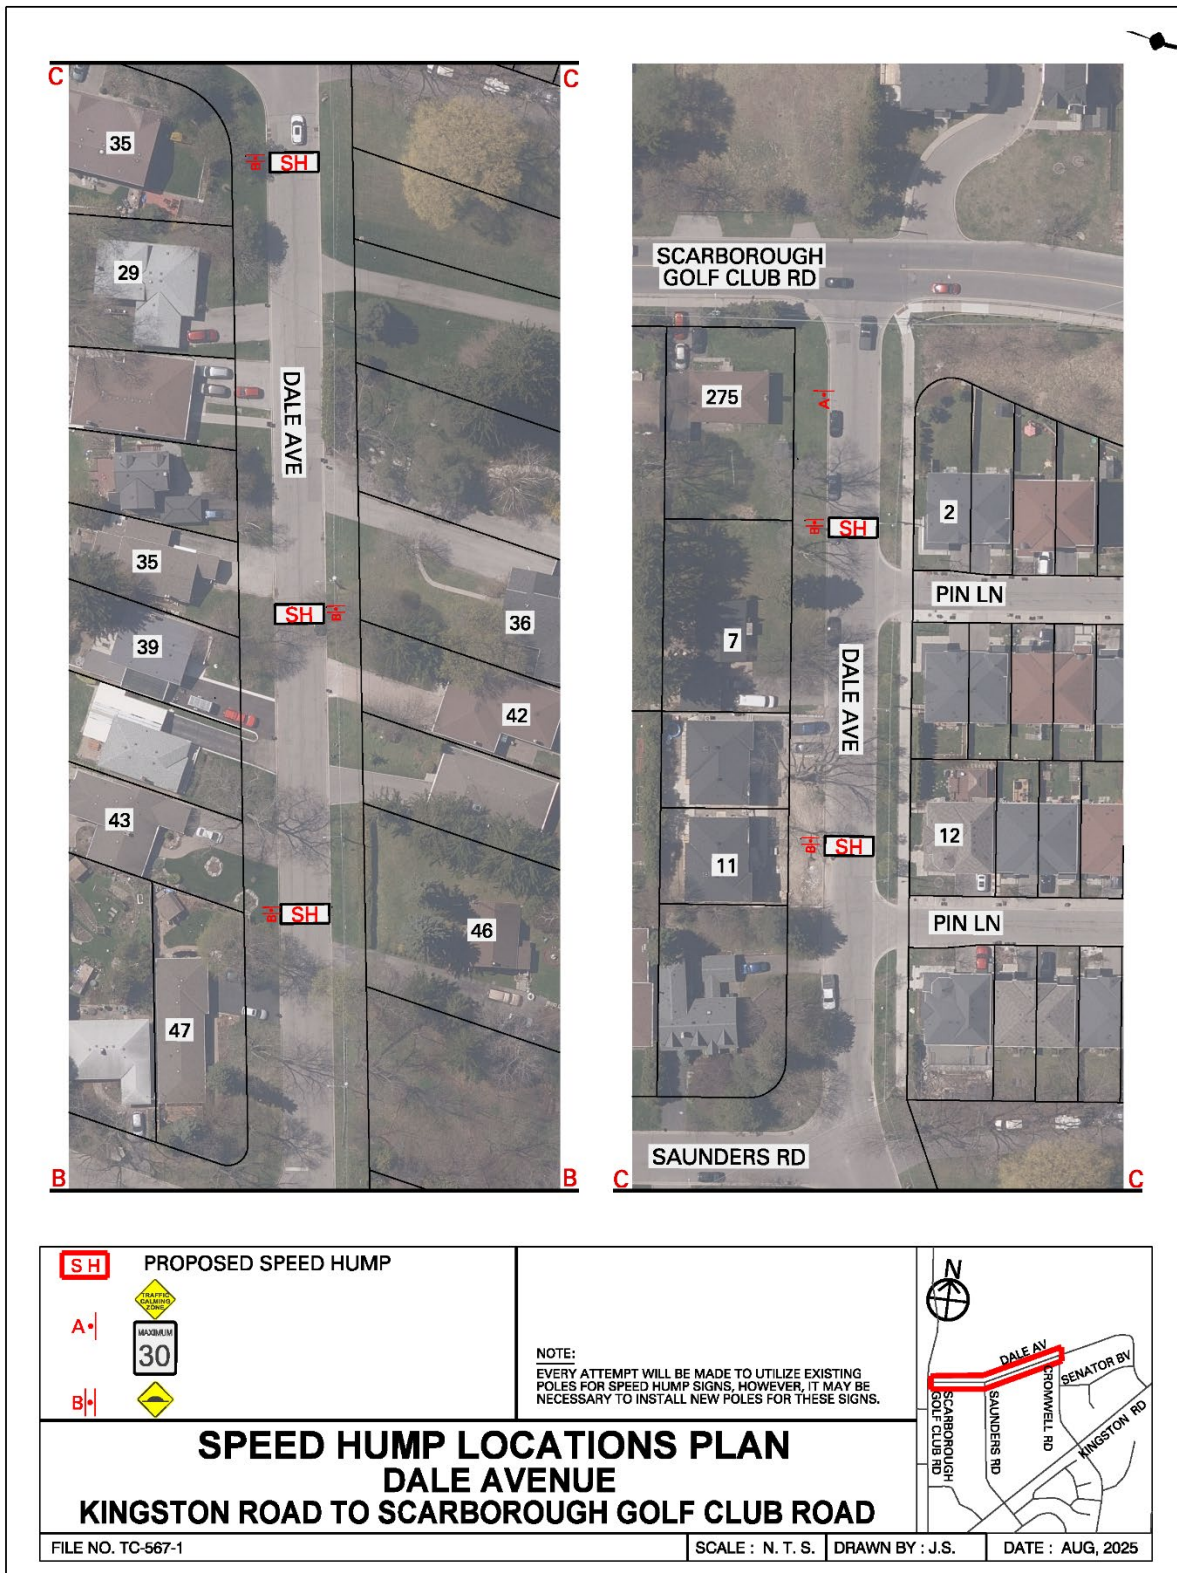 C
C
35
SH
B
29
DALE AVE
35
SH
B
36
39
42
43
SH
B
46
47
B
B
SCARBOROUGH
GOLF CLUB RD
275
A
2
SH
B
PIN LN
7
DALE AVE
12
SH
B
11
PIN LN
SAUNDERS RD
C
C
SH PROPOSED SPEED HUMP
TRAFFIC
CALMING
ZONE
A
MAXIMUM
30
B
NOTE:
EVERY ATTEMPT WILL BE MADE TO UTILIZE EXISTING
POLES FOR SPEED HUMP SIGNS, HOWEVER, IT MAY BE
NECESSARY TO INSTALL NEW POLES FOR THESE SIGNS.
N
DALE AV
SENATOR BV
CROMWELL RD
SAUNDERS RD
SCARBOROUGH
GOLF CLUB RD
KINGSTON RD
SPEED HUMP LOCATIONS PLAN
DALE AVENUE
KINGSTON ROAD TO SCARBOROUGH GOLF CLUB ROAD
FILE NO. TC-567-1
SCALE : N. T. S.
DRAWN BY : J.S.
DATE : AUG, 2025